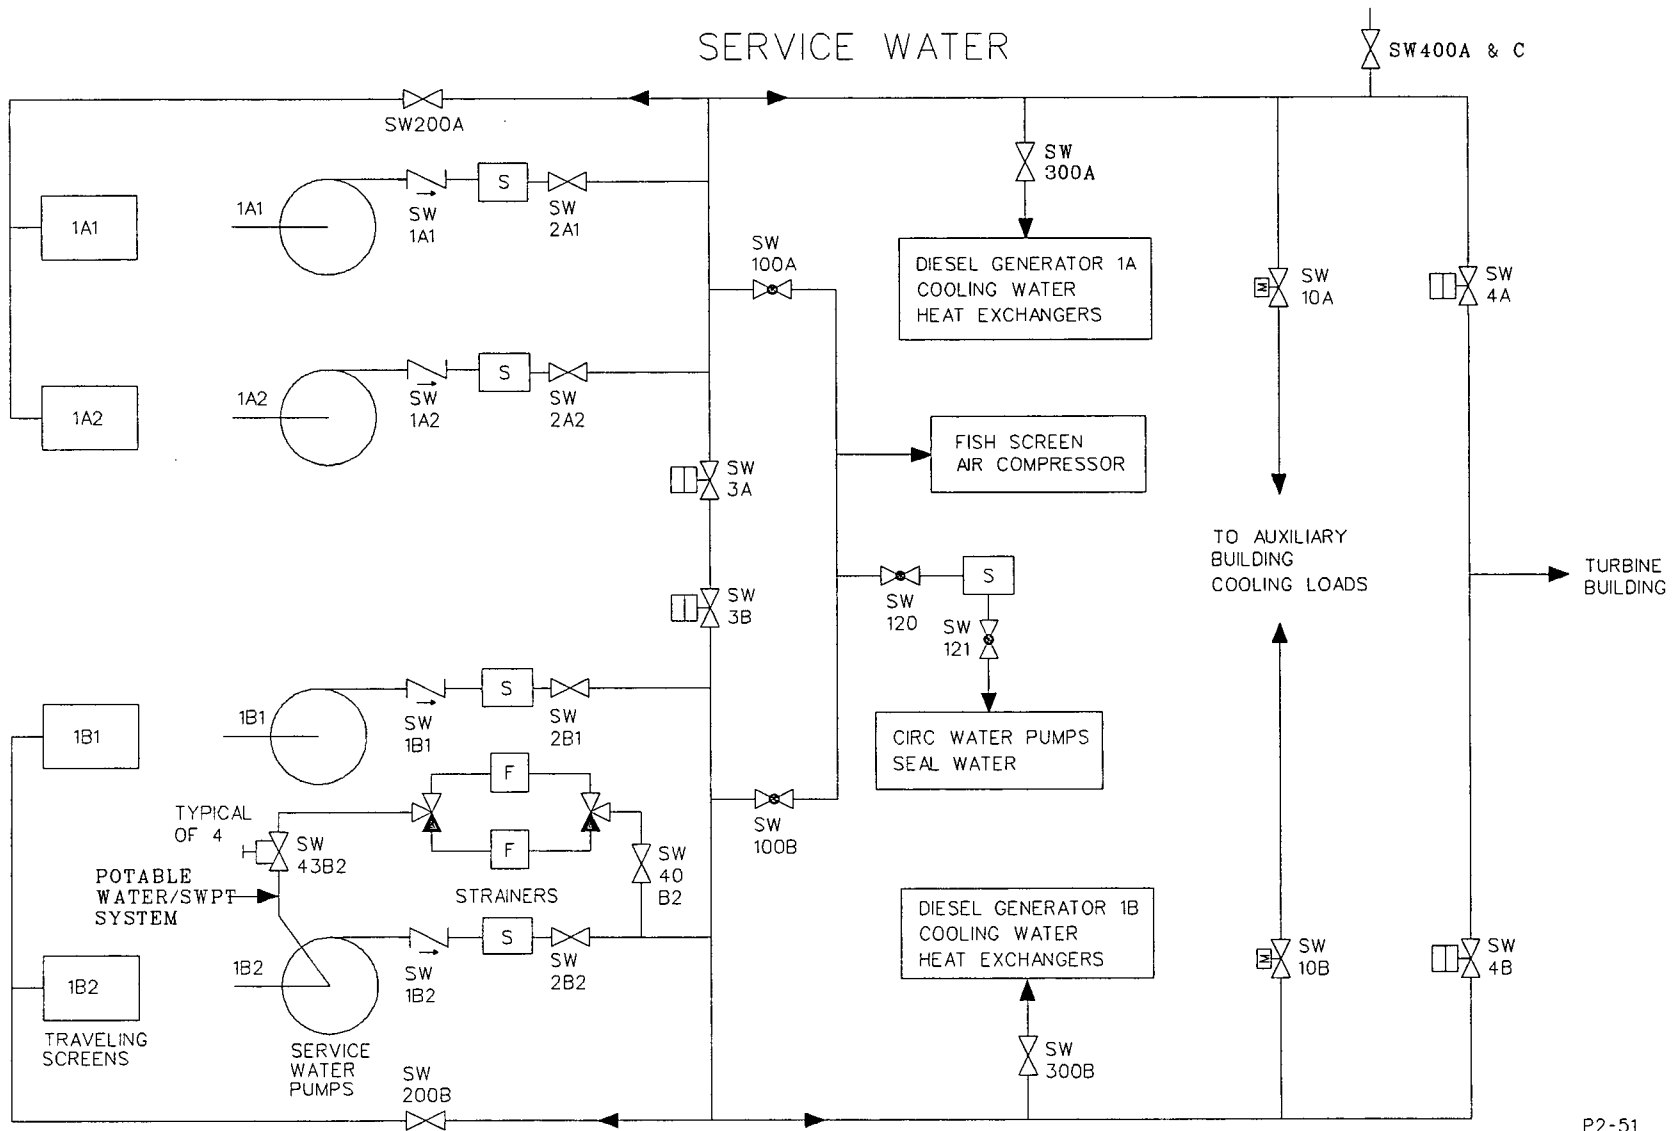 SERVICE WATER
SW400A & C
SW200A
SW
300A
1A1
1A1
SW
1A1
S
SW
2A1
SW
100A
DIESEL GENERATOR 1A
COOLING WATER
HEAT EXCHANGERS
M
SW
10A
SW
4A
1A2
1A2
SW
1A2
S
SW
2A2
FISH SCREEN
AIR COMPRESSOR
SW
3A
TO AUXILIARY
BUILDING
COOLING LOADS
TURBINE
BUILDING
SW
3B
SW
120
S
SW
121
1B1
1B1
SW
1B1
S
SW
2B1
CIRC WATER PUMPS
SEAL WATER
F
F
TYPICAL
OF 4
SW
43B2
SW
40
B2
SW
100B
POTABLE
WATER/SWPT
SYSTEM
STRAINERS
DIESEL GENERATOR 1B
COOLING WATER
HEAT EXCHANGERS
1B2
1B2
SW
1B2
S
SW
2B2
M
SW
10B
SW
4B
TRAVELING
SCREENS
SERVICE
WATER
PUMPS
SW
200B
SW
300B
P2-51